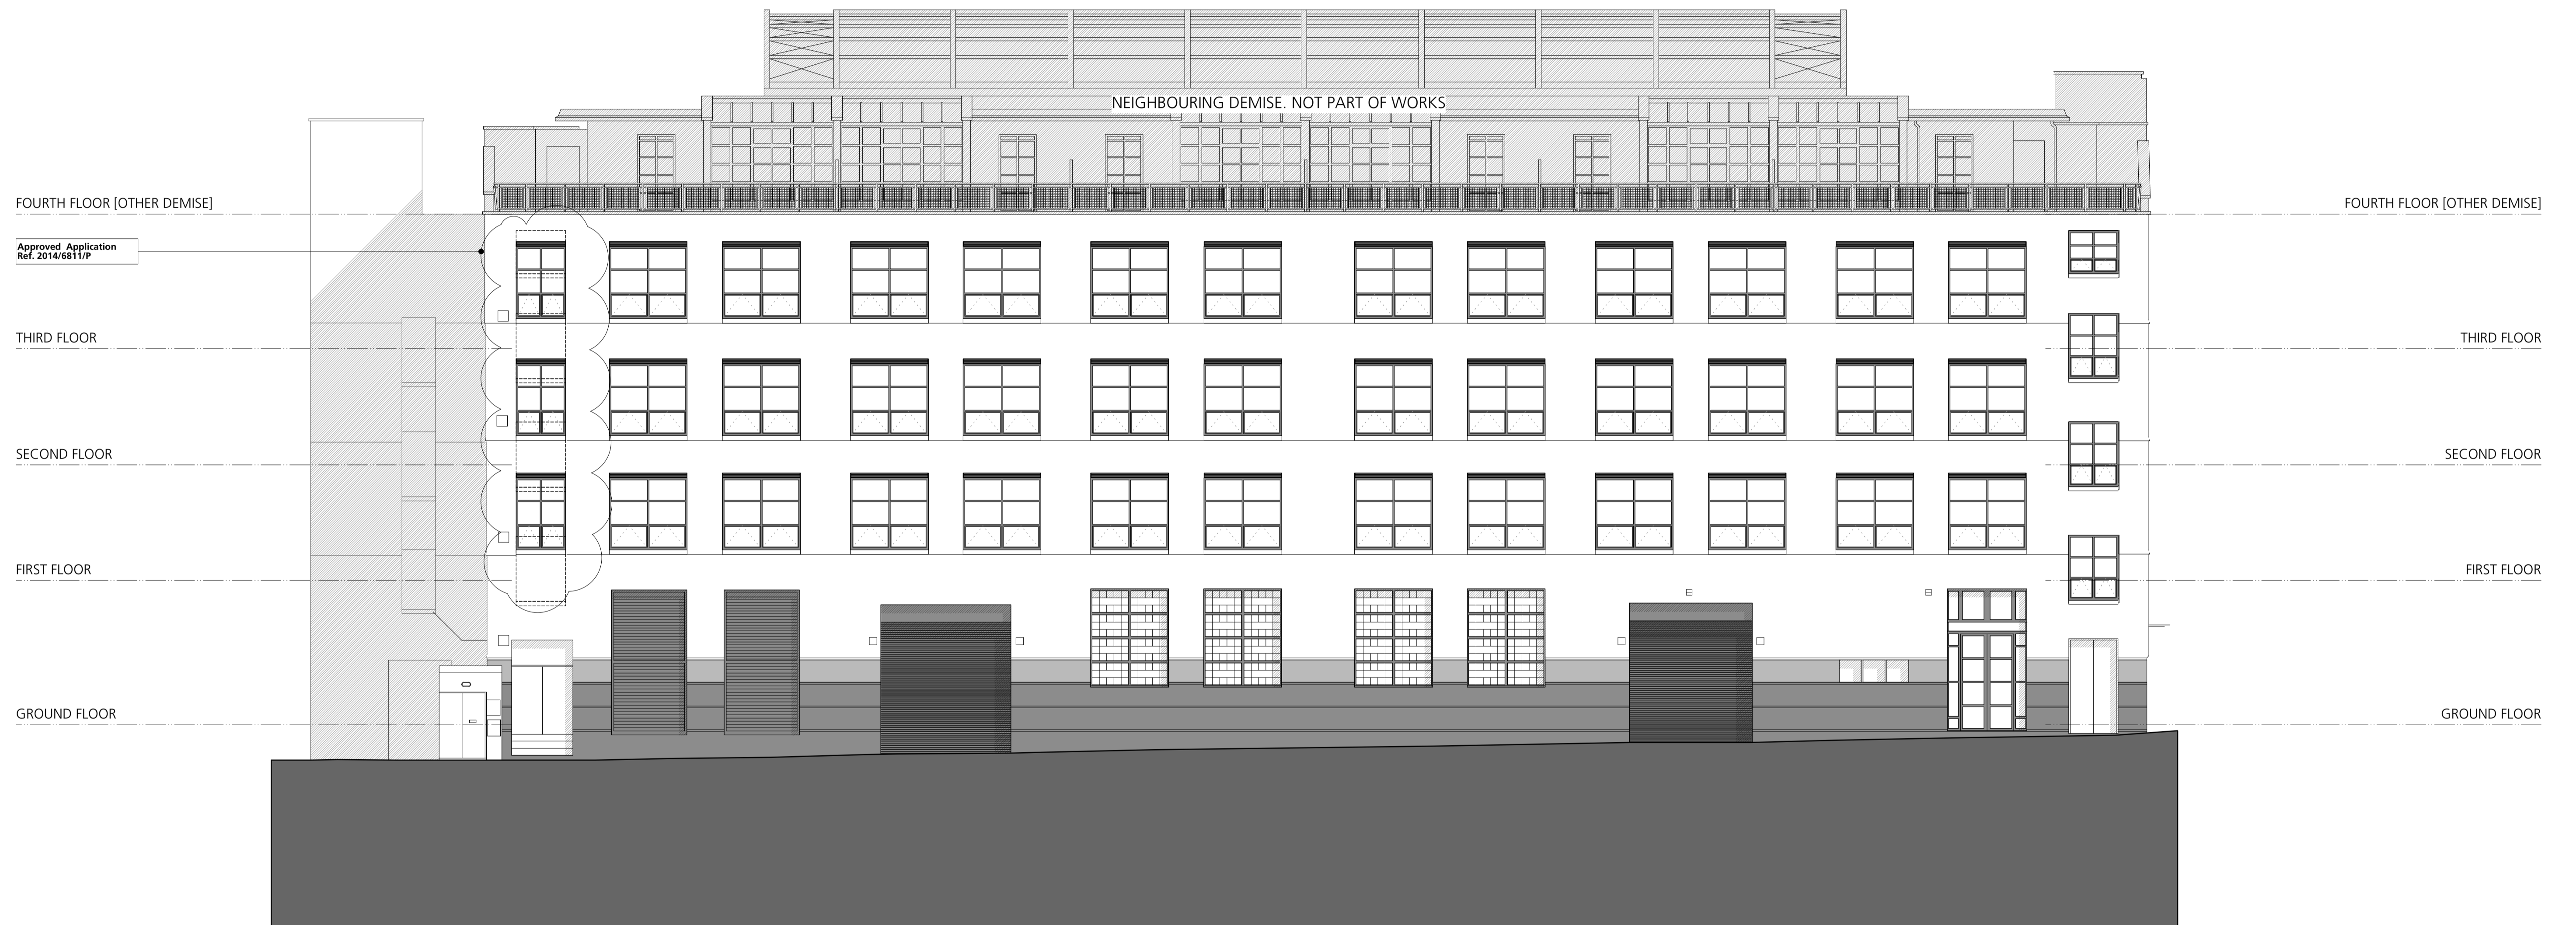 NEIGHBOURING DEMISE. NOT PART OF WORKS
FOURTH FLOOR [OTHER DEMISE]
FOURTH FLOOR [OTHER DEMISE]
Approved Application
Ref. 2014/6811/P
THIRD FLOOR
THIRD FLOOR
SECOND FLOOR
SECOND FLOOR
FIRST FLOOR
FIRST FLOOR
GROUND FLOOR
GROUND FLOOR